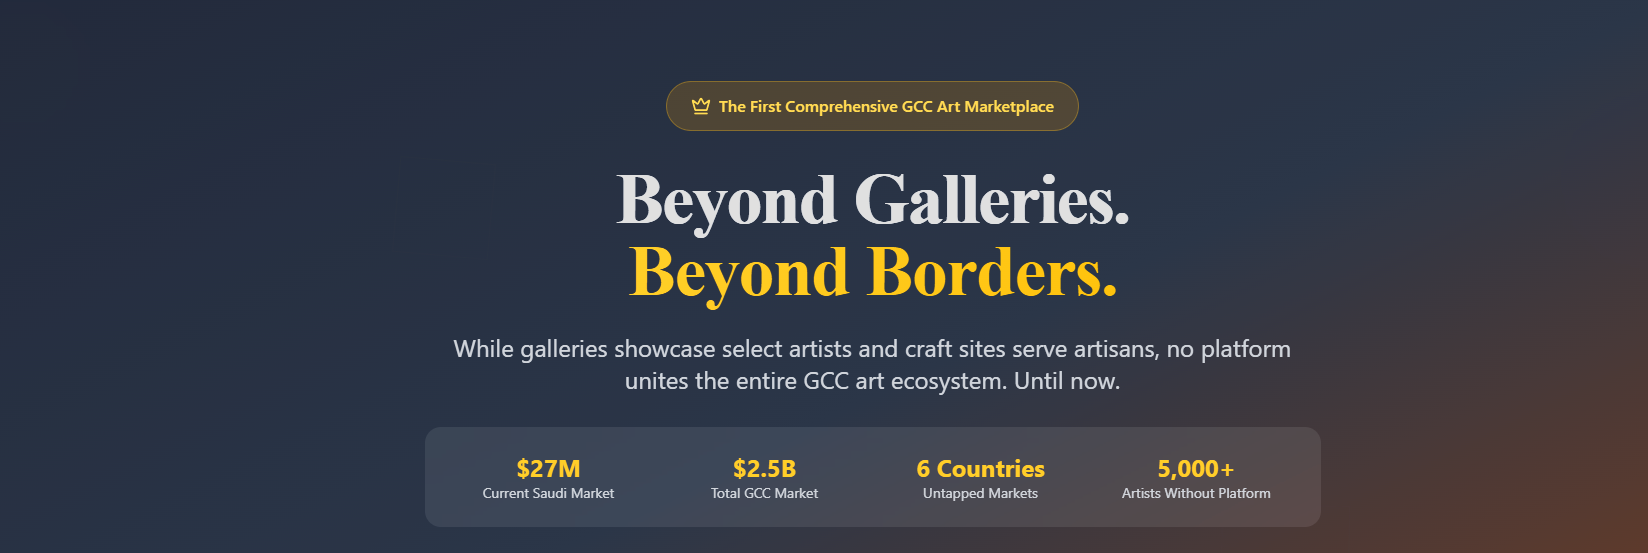 The First Comprehensive GCC Art Marketplace
Beyond Galleries.
Beyond Borders.
While galleries showcase select artists and craft sites serve artisans, no platform
unites the entire GCC art ecosystem. Until now.
$27M
Current Saudi Market
$2.5B
Total GCC Market
6 Countries
Untapped Markets
5,000+
Artists Without Platform